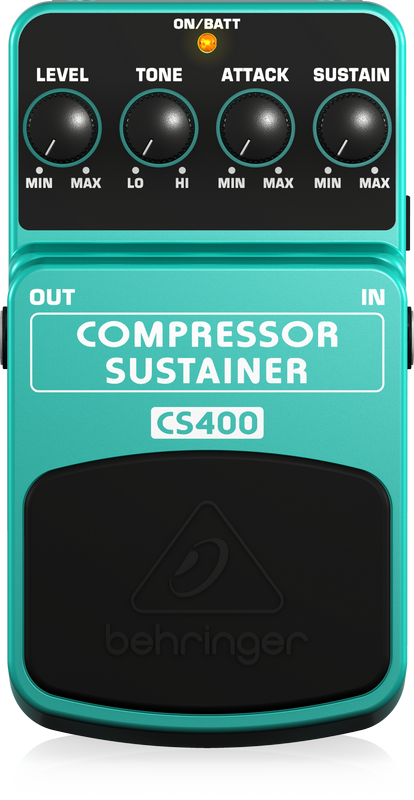 ON/BATT
LEVEL TONE ATTACK SUSTAIN
MIN MAX LO HI MIN MAX MIN MAX
OUT IN
COMPRESSOR
SUSTAINER
CS400
behringer